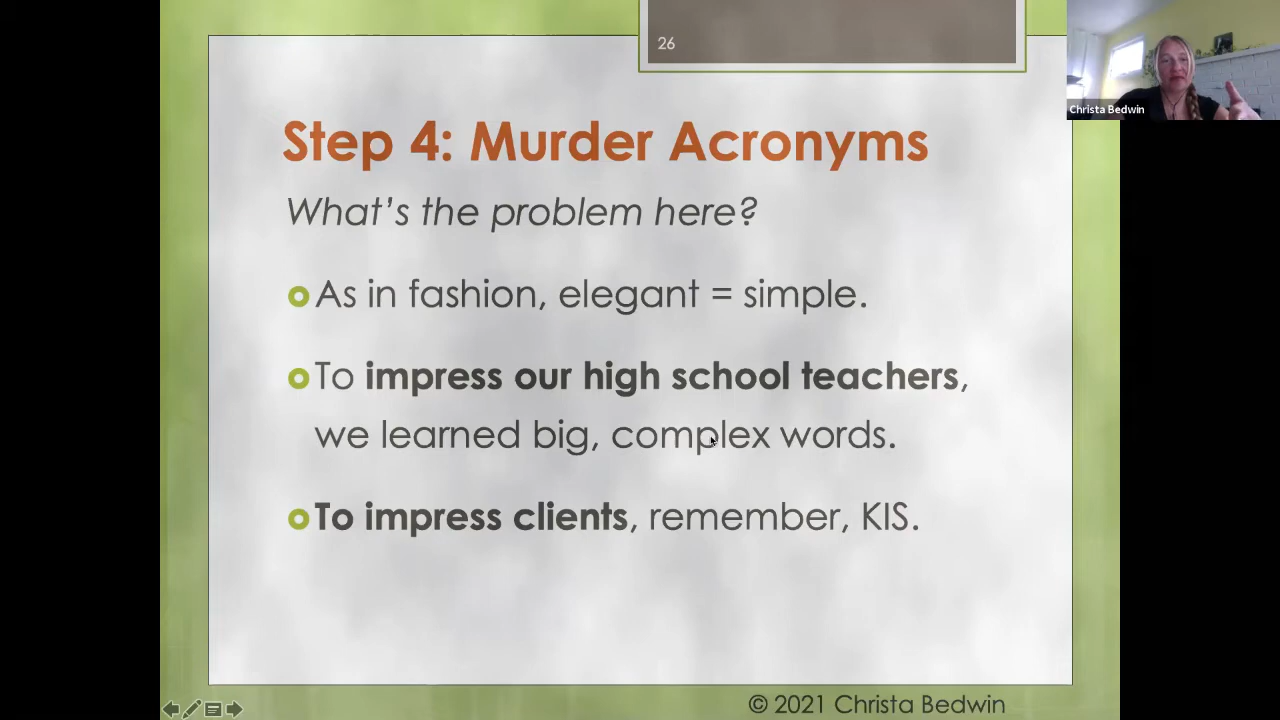 26
Christa Bedwin
Step 4: Murder Acronyms
What's the problem here?
As in fashion, elegant = simple.
To impress our high school teachers,
we learned big, complex words.
To impress clients, remember, KIS.
© 2021 Christa Bedwin